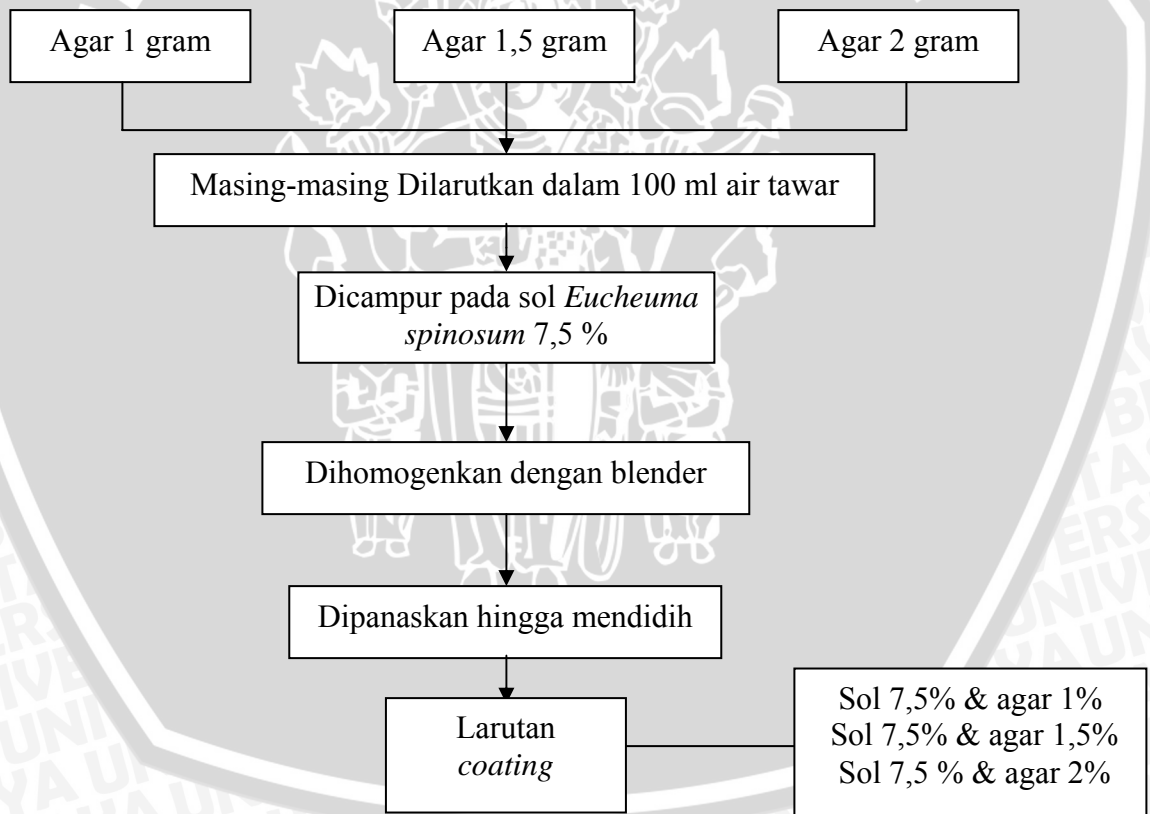 Agar 1 gram
Agar 1,5 gram
Agar 2 gram
Masing-masing Dilarutkan dalam 100 ml air tawar
Dicampur pada sol Eucheuma
spinosum 7,5 %
Dihomogenkan dengan blender
Dipanaskan hingga mendidih
Larutan
coating
Sol 7,5% & agar 1%
Sol 7,5% & agar 1,5%
Sol 7,5 % & agar 2%